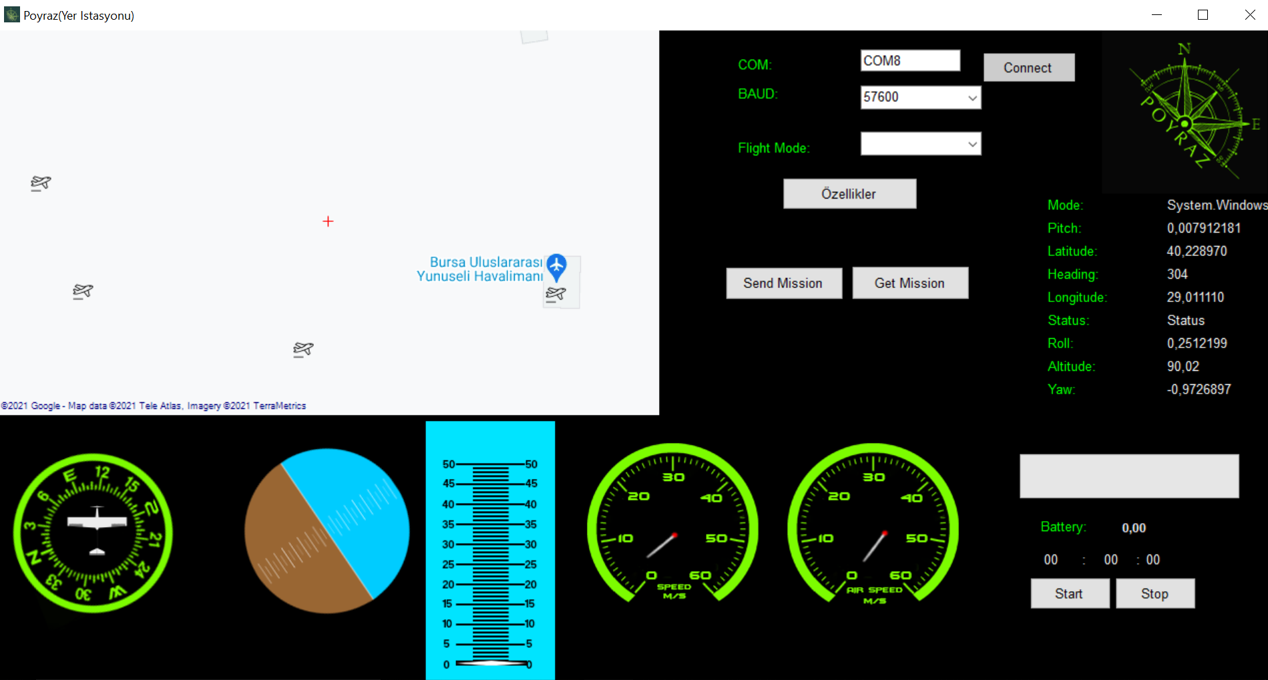 Poyraz(Yer Istasyonu)
COM:
COM8
Connect
BAUD:
57600
Flight Mode:
Özellikler
Send Mission
Get Mission
N
E
POYRAZ
Bursa Uluslararası
Yunuseli Havalimanı
©2021 Google - Map data ©2021 Tele Atlas, Imagery ©2021 TerraMetrics
Mode:
System.Windows
Pitch:
0,007912181
Latitude:
40,228970
Heading:
304
Longitude:
29,011110
Status:
Status
Roll:
0,2512199
Altitude:
90,02
Yaw:
-0,9726897
N
3
6
E
12
15
S
21
24
W
30
33
50 50
45 45
40 40
35 35
30 30
25 25
20 20
15 15
10 10
5 5
0 0
0
10
20
30
40
50
60
SPEED
M/S
0
10
20
30
40
50
60
AIR SPEED
M/S
Battery:
0,00
00 : 00 : 00
Start
Stop